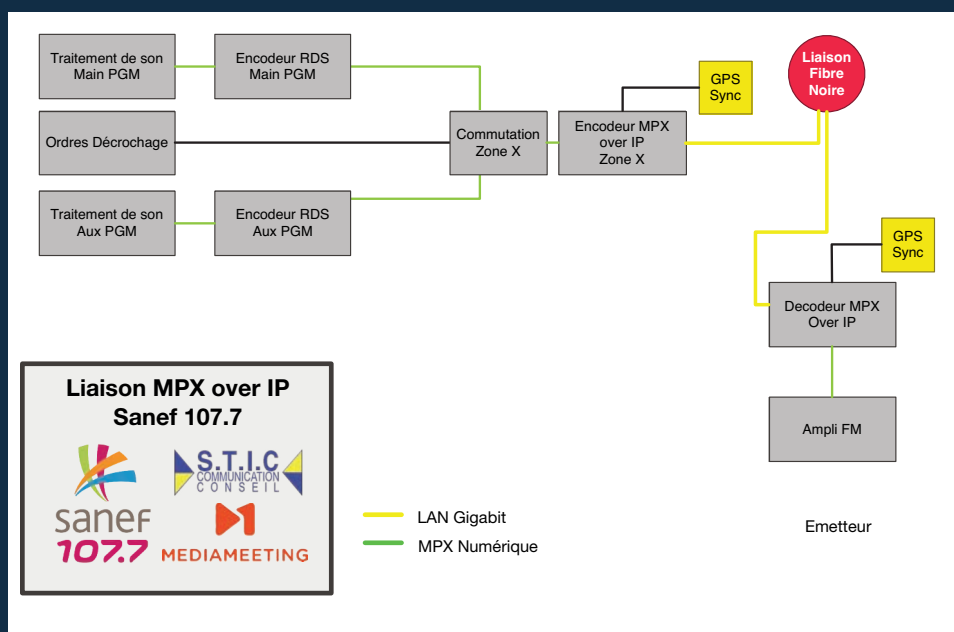 Traitement de son
Main PGM
Encodeur RDS
Main PGM
GPS
Sync
Liaison
Fibre
Noire
Ordres Décrochage
Commutation
Zone X
Encodeur MPX
over IP
Zone X
Traitement de son
Aux PGM
Encodeur RDS
Aux PGM
GPS
Sync
Decodeur MPX
Over IP
Ampli FM
Emetteur
Liaison MPX over IP
Sanef 107.7
sanef
107.7
S.T.I.C
COMMUNICATION
CONSEIL
MEDIAMEETING
LAN Gigabit
MPX Numérique